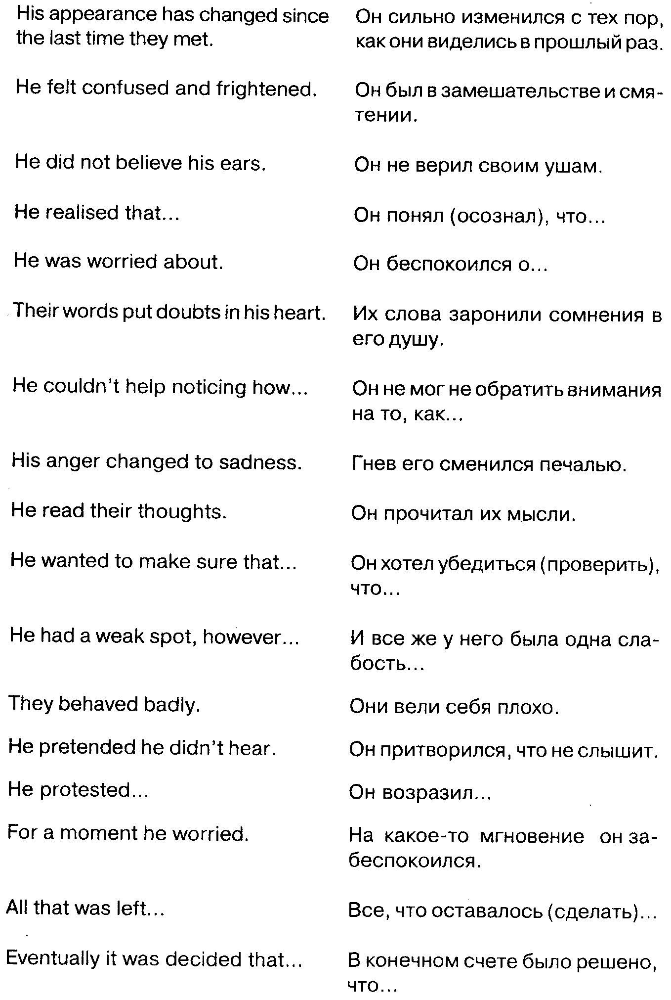 His appearance has changed since
the last time they met.
Он сильно изменился с тех пор,
как они виделись в прошлый раз.
He felt confused and frightened.
Он был в замешательстве и смя-
тении.
He did not believe his ears.
Он не верил своим ушам.
He realised that...
Он понял (осознал), что...
He was worried about.
Он беспокоился о...
Their words put doubts in his heart.
Их слова заронили сомнения в
его душу.
He couldn't help noticing how...
Он не мог не обратить внимания
на то, как...
His anger changed to sadness.
Гнев его сменился печалью.
He read their thoughts.
Он прочитал их мысли.
He wanted to make sure that...
Он хотел убедиться (проверить),
что...
He had a weak spot, however...
И все же у него была одна сла-
бость...
They behaved badly.
Они вели себя плохо.
He pretended he didn't hear.
Он притворился, что не слышит.
He protested...
Он возразил...
For a moment he worried.
На какое-то мгновение он за-
беспокоился.
All that was left...
Все, что оставалось (сделать)...
Eventually it was decided that...
В конечном счете было решено,
что...